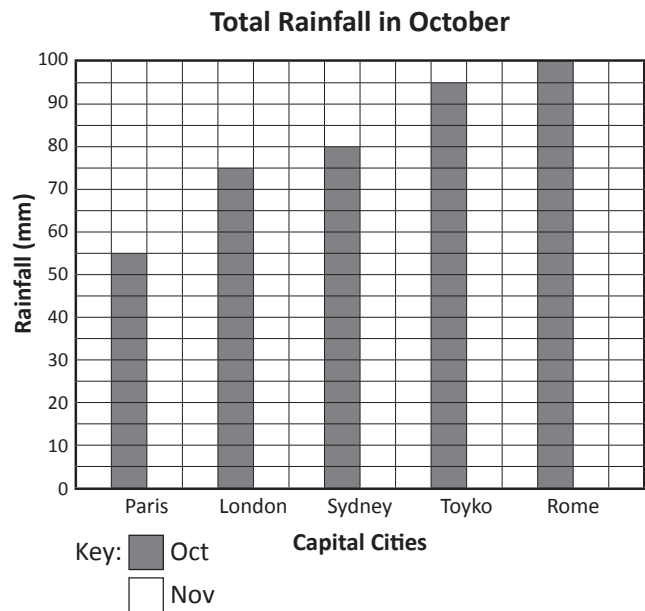 Total Rainfall in October
Rainfall (mm)
100
90
80
70
60
50
40
30
20
10
0
Paris London Sydney Toyko Rome
Capital Cities
Key: Oct
Nov